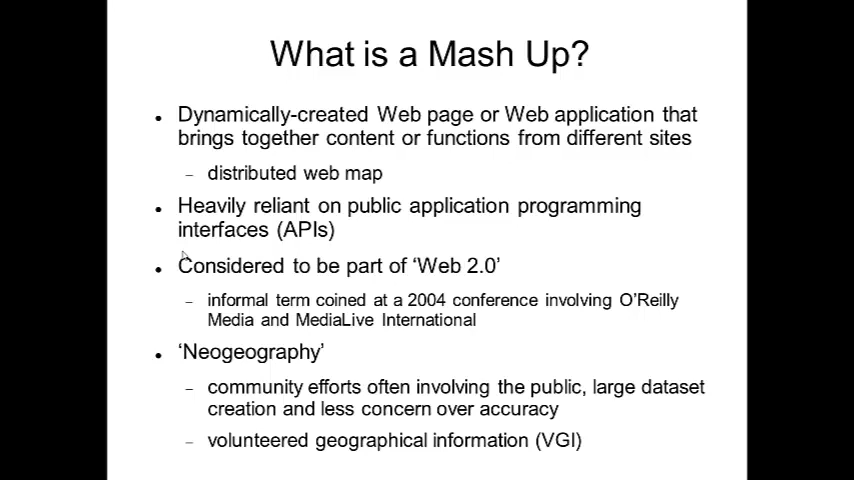 What is a Mash Up?
• Dynamically-created Web page or Web application that
brings together content or functions from different sites
– distributed web map
• Heavily reliant on public application programming
interfaces (APIs)
• Considered to be part of ‘Web 2.0’
– informal term coined at a 2004 conference involving O’Reilly
Media and MediaLive International
• ‘Neogeography’
– community efforts often involving the public, large dataset
creation and less concern over accuracy
– volunteered geographical information (VGI)